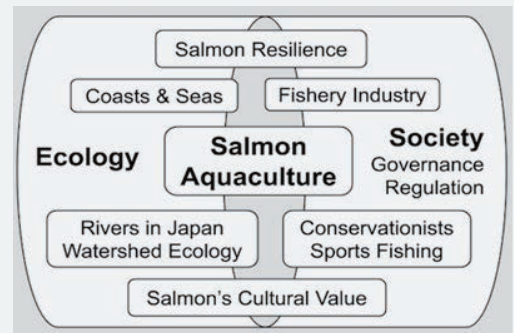 Salmon Resilience
Coasts & Seas
Fishery Industry
Ecology
Salmon
Aquaculture
Society
Governance
Regulation
Rivers in Japan
Watershed Ecology
Conservationists
Sports Fishing
Salmon's Cultural Value